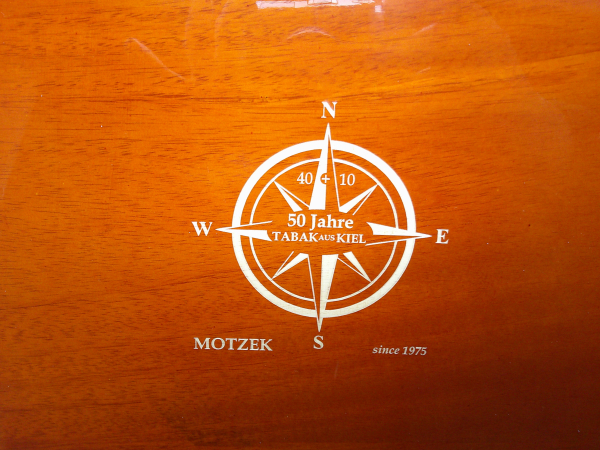 N
40 + 10
50 Jahre
W
TABAK AUS KIEL
E
MOTZEK
S
since 1975